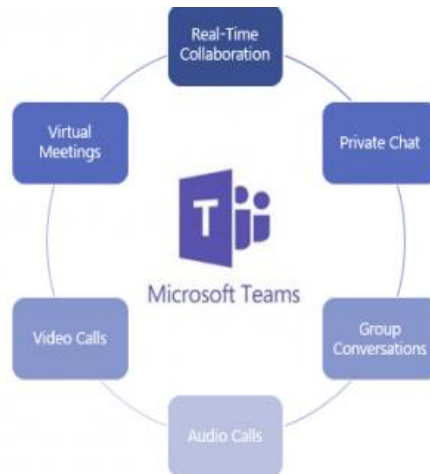 Real-Time
Collaboration
Virtual
Meetings
Private Chat
T
Microsoft Teams
Video Calls
Group
Conversations
Audio Calls